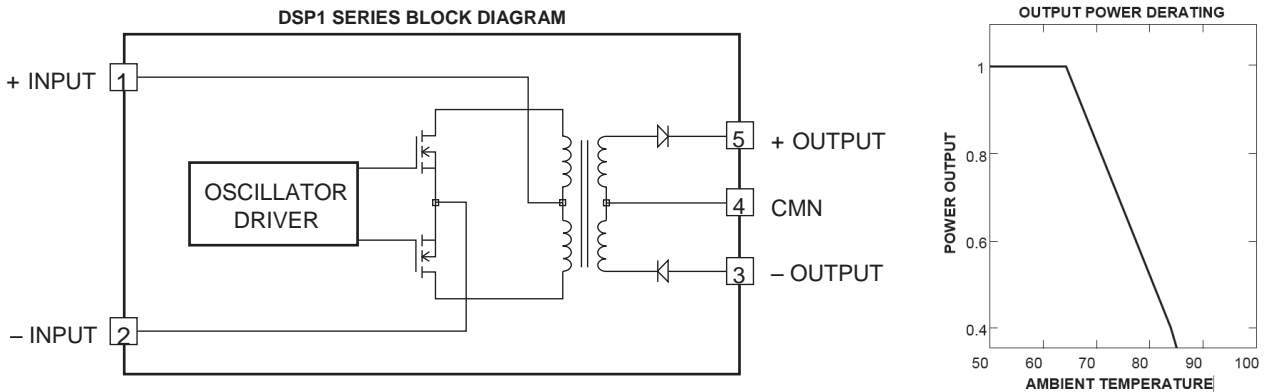 DSP1 SERIES BLOCK DIAGRAM
+ INPUT
1
– INPUT
2
OSCILLATOR
DRIVER
5
+ OUTPUT
4
CMN
3
– OUTPUT
OUTPUT POWER DERATING
POWER OUTPUT
1
0.8
0.6
0.4
50 60 70 80 90 100
AMBIENT TEMPERATURE